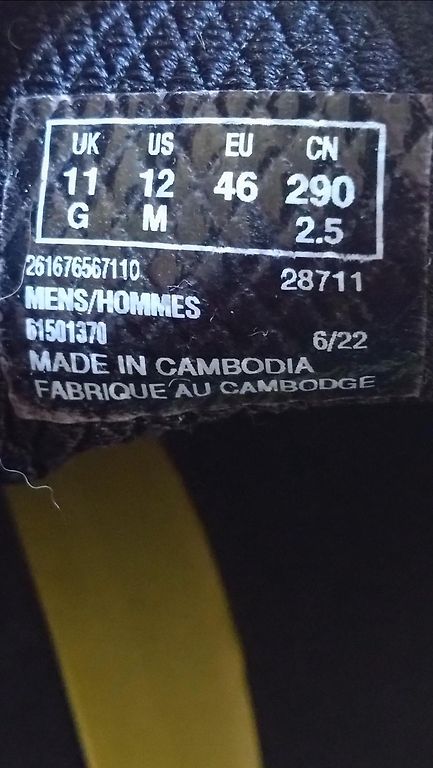 UK US EU CN
11 12 46 290
G M 2.5
261676567110 28711
MENS/HOMMES
61501370 6/22
MADE IN CAMBODIA
FABRIQUE AU CAMBODGE